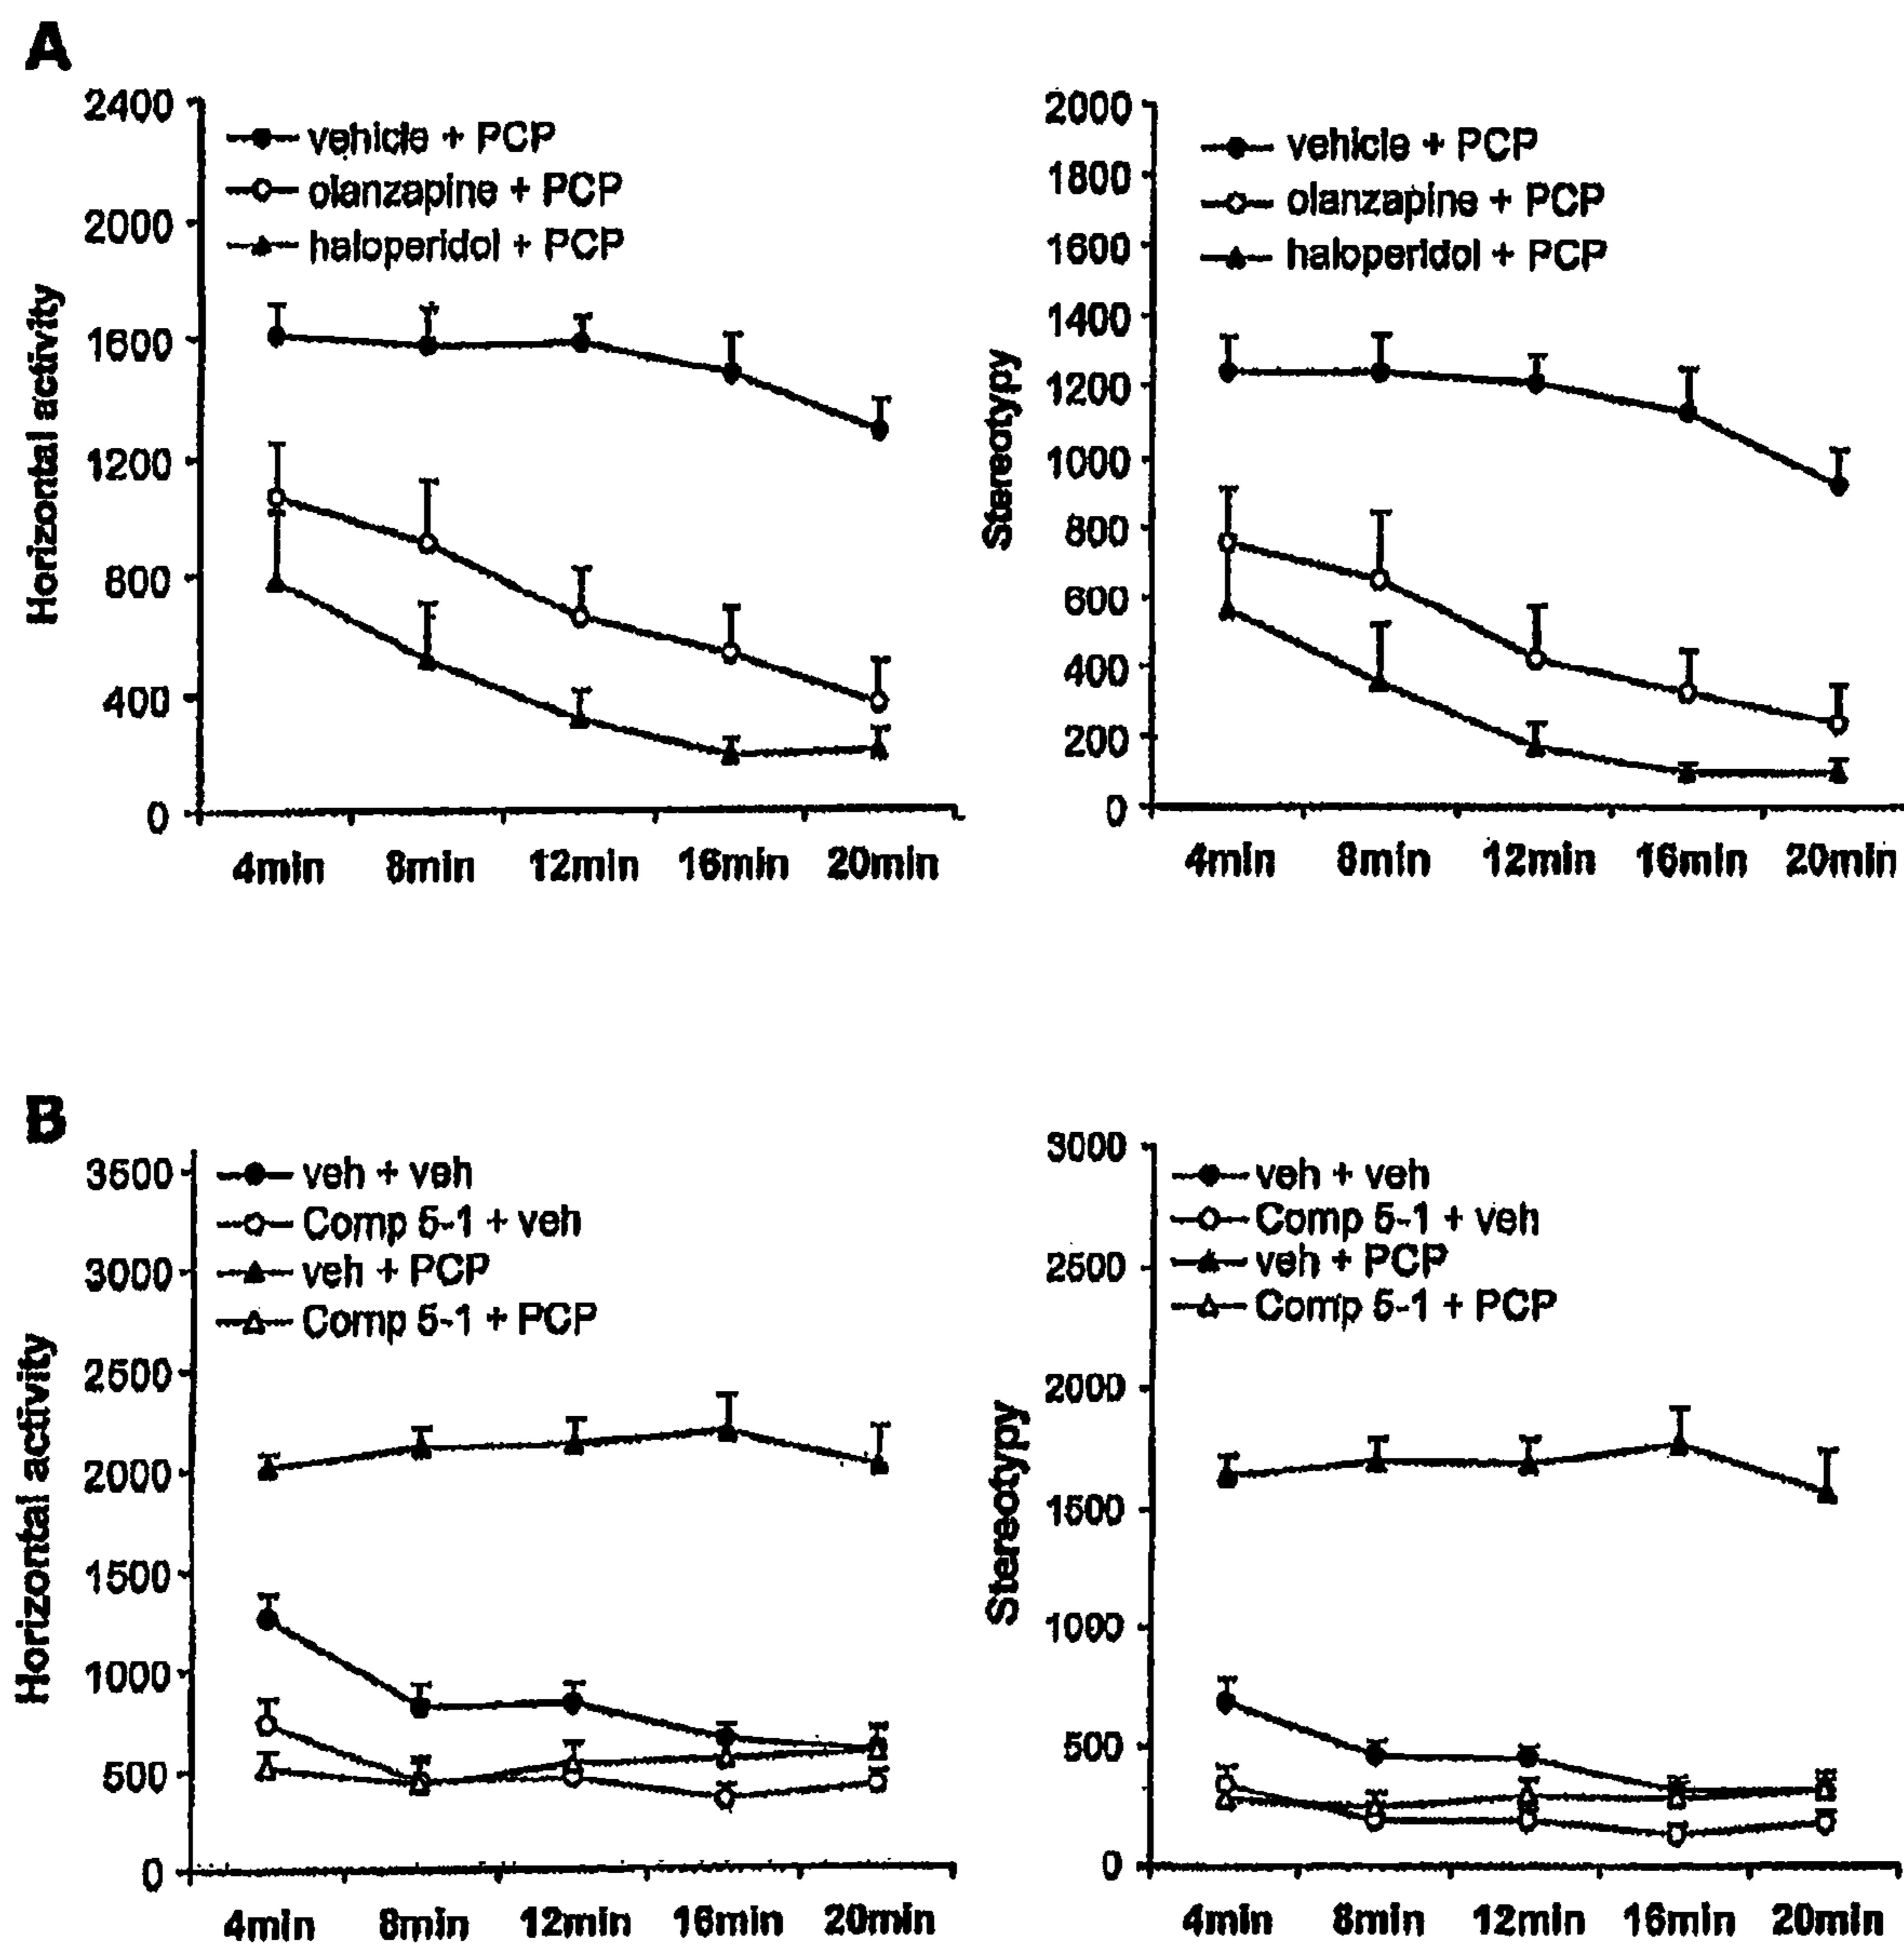 A
2400
2000
1600
1200
800
400
0
Horizontal activity
vehicle + PCP
olanzapine + PCP
haloperidol + PCP
4min 8min 12min 16min 20min
2000
1800
1600
1400
1200
1000
800
600
400
200
0
Stereotypy
vehicle + PCP
olanzapine + PCP
haloperidol + PCP
4min 8min 12min 16min 20min
B
3500
3000
2500
2000
1500
1000
500
0
Horizontal activity
veh + veh
Comp 5-1 + veh
veh + PCP
Comp 5-1 + PCP
4min 8min 12min 16min 20min
3000
2500
2000
1500
1000
500
0
Stereotypy
veh + veh
Comp 5-1 + veh
veh + PCP
Comp 5-1 + PCP
4min 8min 12min 16min 20min